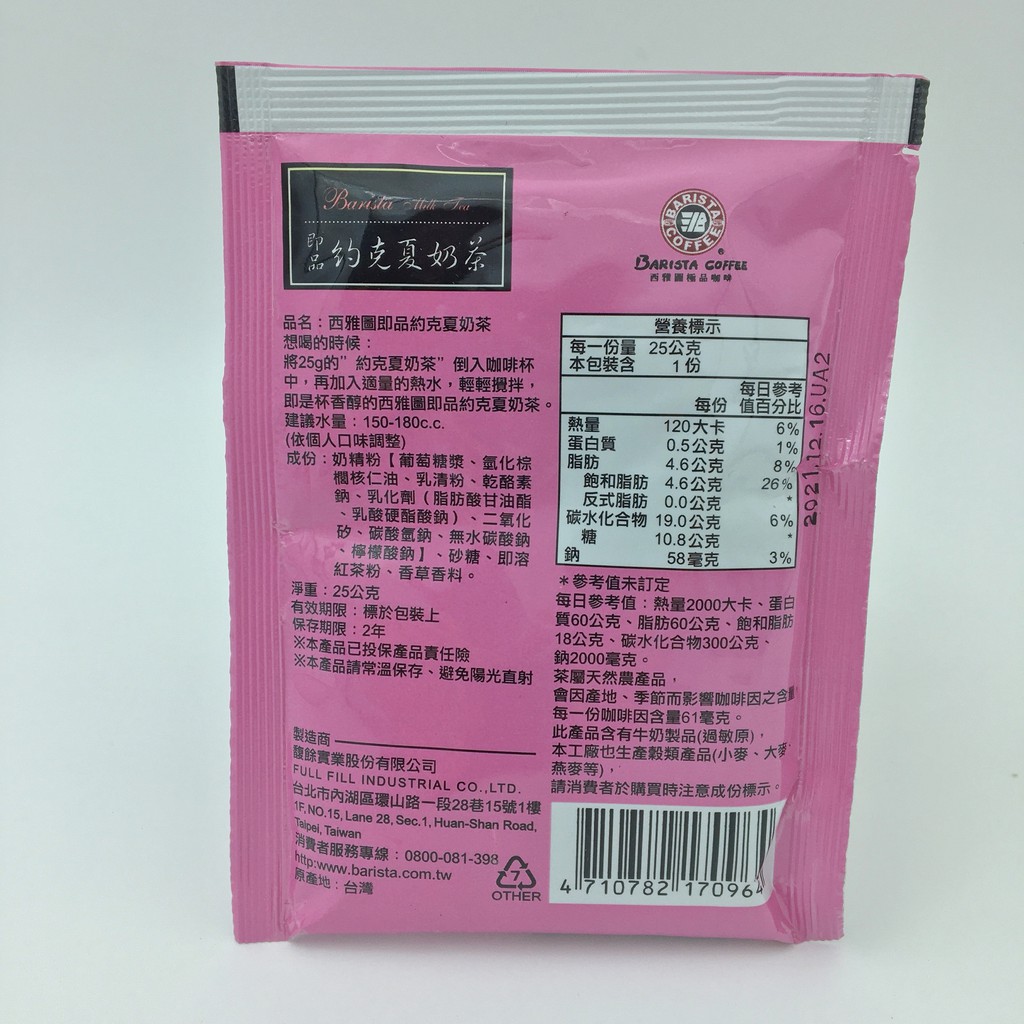 Barista Milk Tea
即品 約克夏奶茶
BARISTA COFFEE
®
BARISTA COFFEE
西雅圖極品咖啡
品名：西雅圖即品約克夏奶茶
想喝的時候：
將25g的”約克夏奶茶”倒入咖啡杯
中，再加入適量的熱水，輕輕攪拌，
即是杯香醇的西雅圖即品約克夏奶茶。
建議水量：150-180c.c.
(依個人口味調整)
成份：奶精粉【葡萄糖漿、氫化棕
櫚核仁油、乳清粉、乾酪素
鈉、乳化劑（脂肪酸甘油酯
、乳酸硬酯酸鈉）、二氧化
矽、碳酸氫鈉、無水碳酸鈉
、檸檬酸鈉】、砂糖、即溶
紅茶粉、香草香料。
淨重：25公克
有效期限：標於包裝上
保存期限：2年
※本產品已投保產品責任險
※本產品請常溫保存、避免陽光直射
製造商
馥餘實業股份有限公司
FULL FILL INDUSTRIAL CO.,LTD.
台北市內湖區環山路一段28巷15號1樓
1F,NO.15, Lane 28, Sec.1, Huan-Shan Road,
Taipei, Taiwan
消費者服務專線：0800-081-398
http:www.barista.com.tw
原產地：台灣
7
OTHER
營養標示
每一份量 25公克
本包裝含 1份
每日參考
每份 值百分比
熱量 120大卡 6%
蛋白質 0.5公克 1%
脂肪 4.6公克 8%
飽和脂肪 4.6公克 26%
反式脂肪 0.0公克 *
碳水化合物 19.0公克 6%
糖 10.8公克 *
鈉 58毫克 3%
2021.12.16.UA2
＊參考值未訂定
每日參考值：熱量2000大卡、蛋白
質60公克、脂肪60公克、飽和脂肪
18公克、碳水化合物300公克、
鈉2000毫克。
茶屬天然農產品，
會因產地、季節而影響咖啡因之含量
每一份咖啡因含量61毫克。
此產品含有牛奶製品(過敏原)，
本工廠也生產穀類產品(小麥、大麥
燕麥等)，
請消費者於購買時注意成份標示。
4 710782 170964